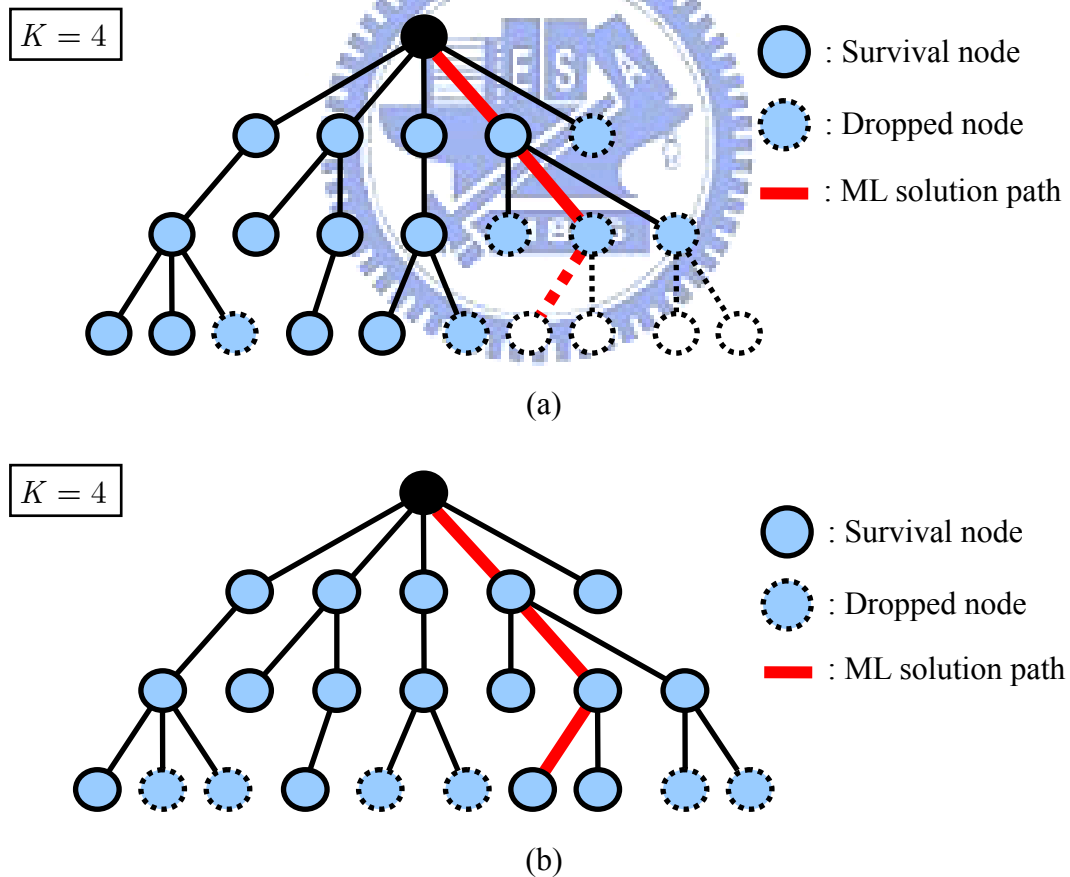 K = 4
: Survival node
: Dropped node
: ML solution path
E S A
(a)
K = 4
: Survival node
: Dropped node
: ML solution path
(b)